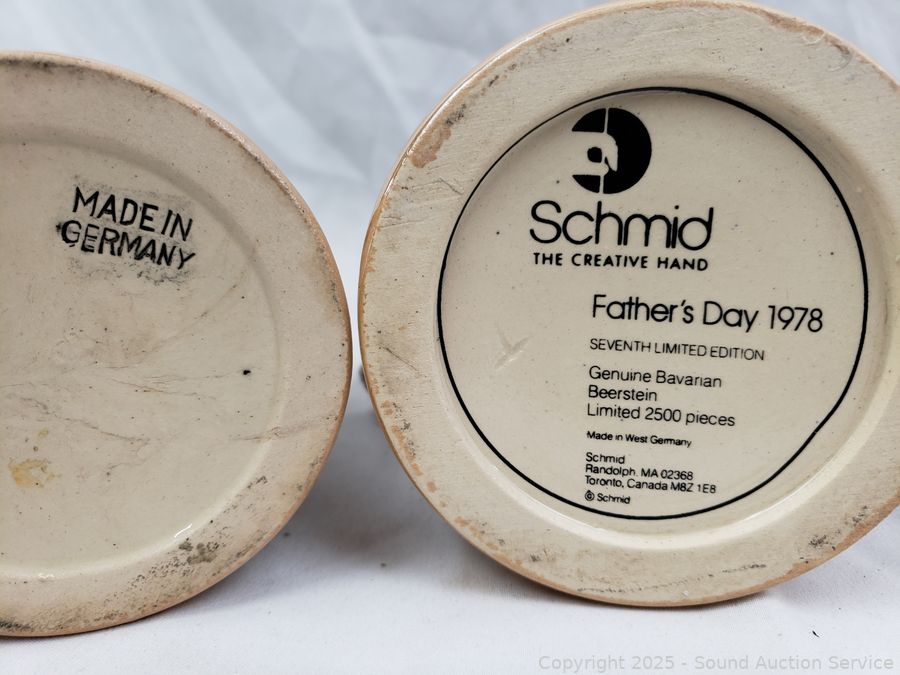 MADE IN
GERMANY
Schmid
THE CREATIVE HAND
Father's Day 1978
SEVENTH LIMITED EDITION
Genuine Bavarian
Beerstein
Limited 2500 pieces
Made in West Germany
Schmid
Randolph, MA 02368
Toronto, Canada M8Z 1E8
© Schmid
Copyright 2025 - Sound Auction Service